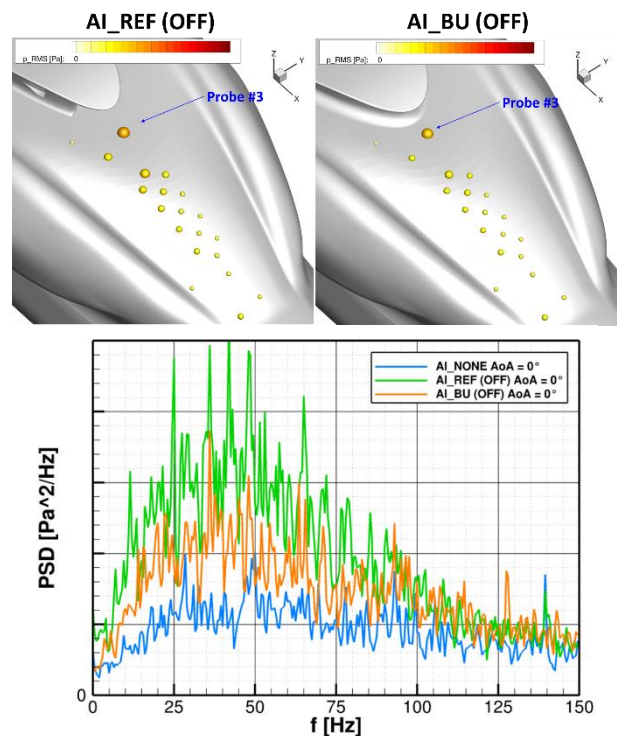 AI_REF (OFF)
AI_BU (OFF)
p_RMS [Pa]: 0
p_RMS [Pa]: 0
Z
Y
X
Z
Y
X
Probe #3
Probe #3
AI_NONE AoA = 0°
AI_REF (OFF) AoA = 0°
AI_BU (OFF) AoA = 0°
PSD [Pa^2/Hz]
0
0 25 50 75 100 125 150
f [Hz]